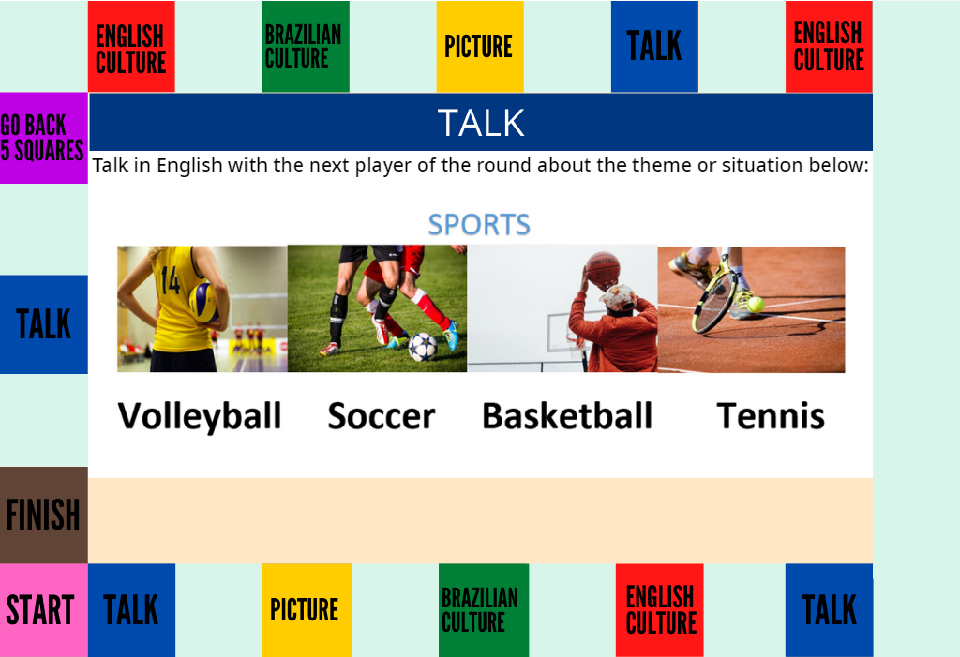 ENGLISH
CULTURE
BRAZILIAN
CULTURE
PICTURE
TALK
ENGLISH
CULTURE
GO BACK
5 SQUARES
TALK
Talk in English with the next player of the round about the theme or situation below:
SPORTS
14
TALK
Volleyball Soccer Basketball Tennis
FINISH
START
TALK
PICTURE
BRAZILIAN
CULTURE
ENGLISH
CULTURE
TALK